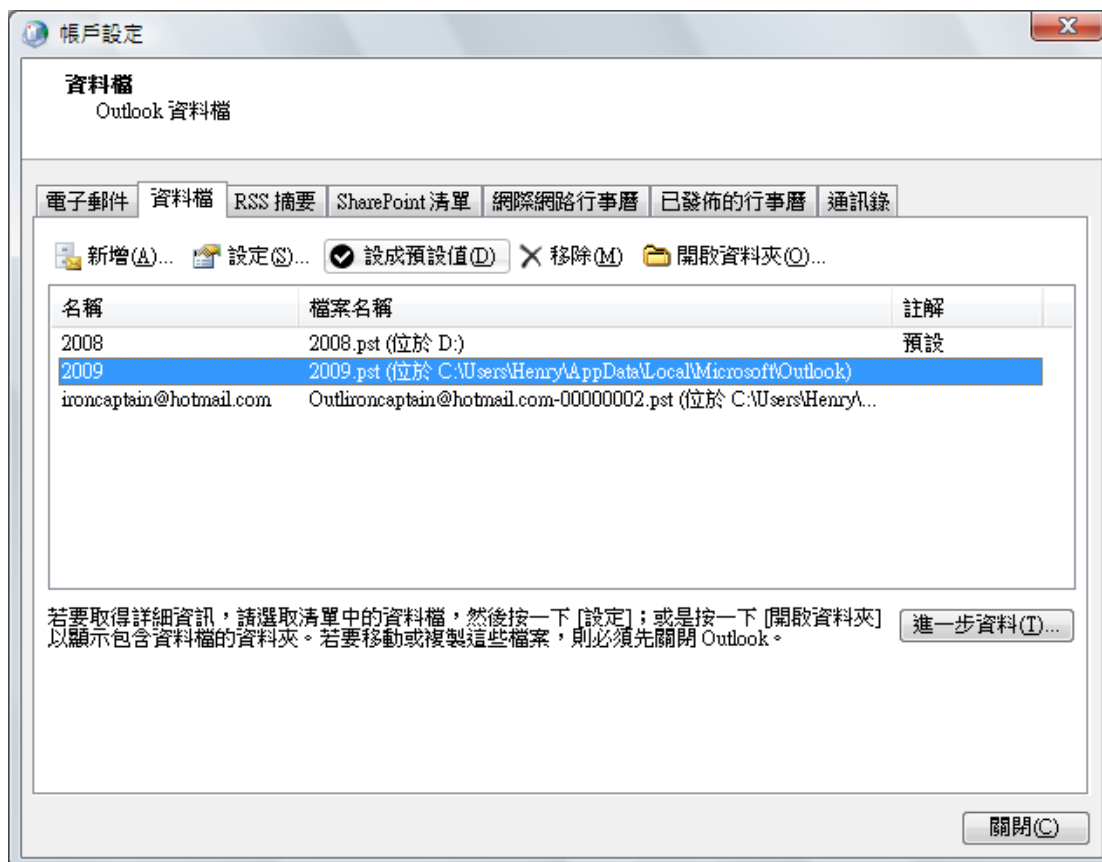 帳戶設定
資料檔
Outlook 資料檔
電子郵件 資料檔 RSS 摘要 SharePoint 清單 網際網路行事曆 已發佈的行事曆 通訊錄
新增(A)... 設定(S)... 設成預設值(D) 移除(M) 開啟資料夾(O)...
名稱 檔案名稱 註解
2008 2008.pst (位於 D:) 預設
2009 2009.pst (位於 C:\Users\Henry\AppData\Local\Microsoft\Outlook)
ironcaptain@hotmail.com Outlironcaptain@hotmail.com-00000002.pst (位於 C:\Users\Henry\...
若要取得詳細資訊，請選取清單中的資料檔，然後按一下 [設定]；或是按一下 [開啟資料夾]
以顯示包含資料檔的資料夾。若要移動或複製這些檔案，則必須先關閉 Outlook。
進一步資料(T)...
關閉(C)